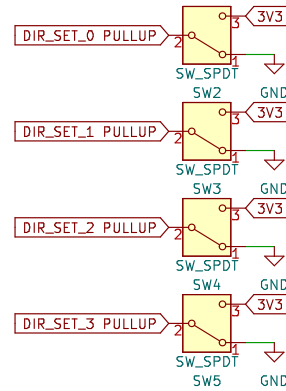 3 3V3
DIR_SET_0 PULLUP 2
1
SW_SPDT
SW2 GND
3 3V3
DIR_SET_1 PULLUP 2
1
SW_SPDT
SW3 GND
3 3V3
DIR_SET_2 PULLUP 2
1
SW_SPDT
SW4 GND
3 3V3
DIR_SET_3 PULLUP 2
1
SW_SPDT
SW5 GND